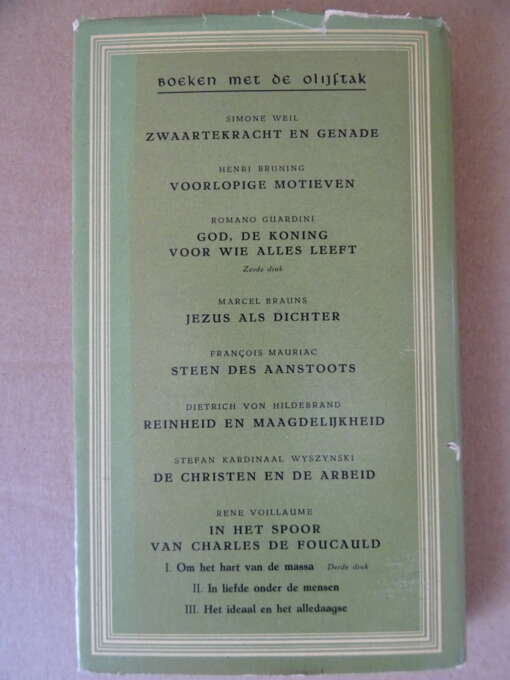 BOEKEN MET DE OLIJFTAK
SIMONE WEIL
ZWAARTEKRACHT EN GENADE
HENRI BRUNING
VOORLOPIGE MOTIEVEN
ROMANO GUARDINI
GOD, DE KONING
VOOR WIE ALLES LEEFT
Zesde druk
MARCEL BRAUNS
JEZUS ALS DICHTER
FRANÇOIS MAURIAC
STEEN DES AANSTOOTS
DIETRICH VON HILDEBRAND
REINHEID EN MAAGDELIJKHEID
STEFAN KARDINAAL WYSZYNSKI
DE CHRISTEN EN DE ARBEID
RENE VOILLAUME
IN HET SPOOR
VAN CHARLES DE FOUCAULD
I. Om het hart van de massa Derde druk
II. In liefde onder de mensen
III. Het ideaal en het alledaagse